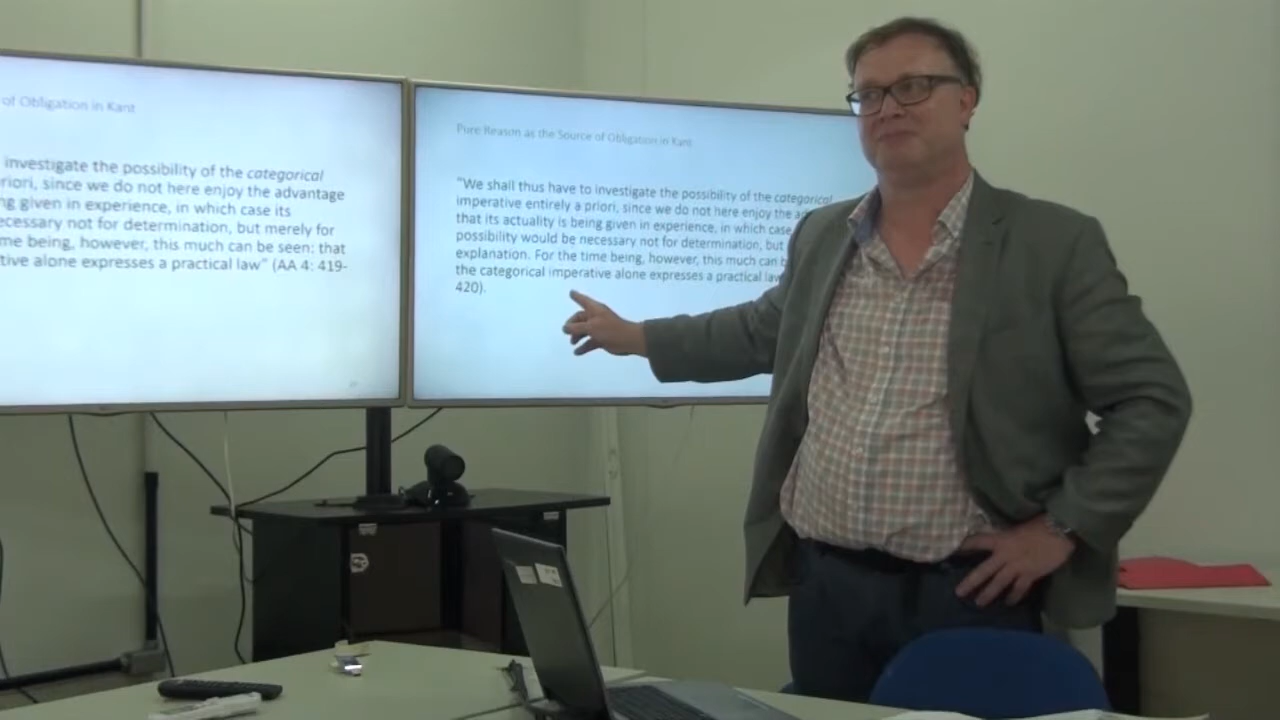 of Obligation in Kant
investigate the possibility of the categorical
riori, since we do not here enjoy the advantage
ng given in experience, in which case its
ecessary not for determination, but merely for
me being, however, this much can be seen: that
tive alone expresses a practical law" (AA 4: 419-
Pure Reason as the Source of Obligation in Kant
"We shall thus have to investigate the possibility of the categorical
imperative entirely a priori, since we do not here enjoy the ad
that its actuality is being given in experience, in which case
possibility would be necessary not for determination, but
explanation. For the time being, however, this much can b
the categorical imperative alone expresses a practical law
420).